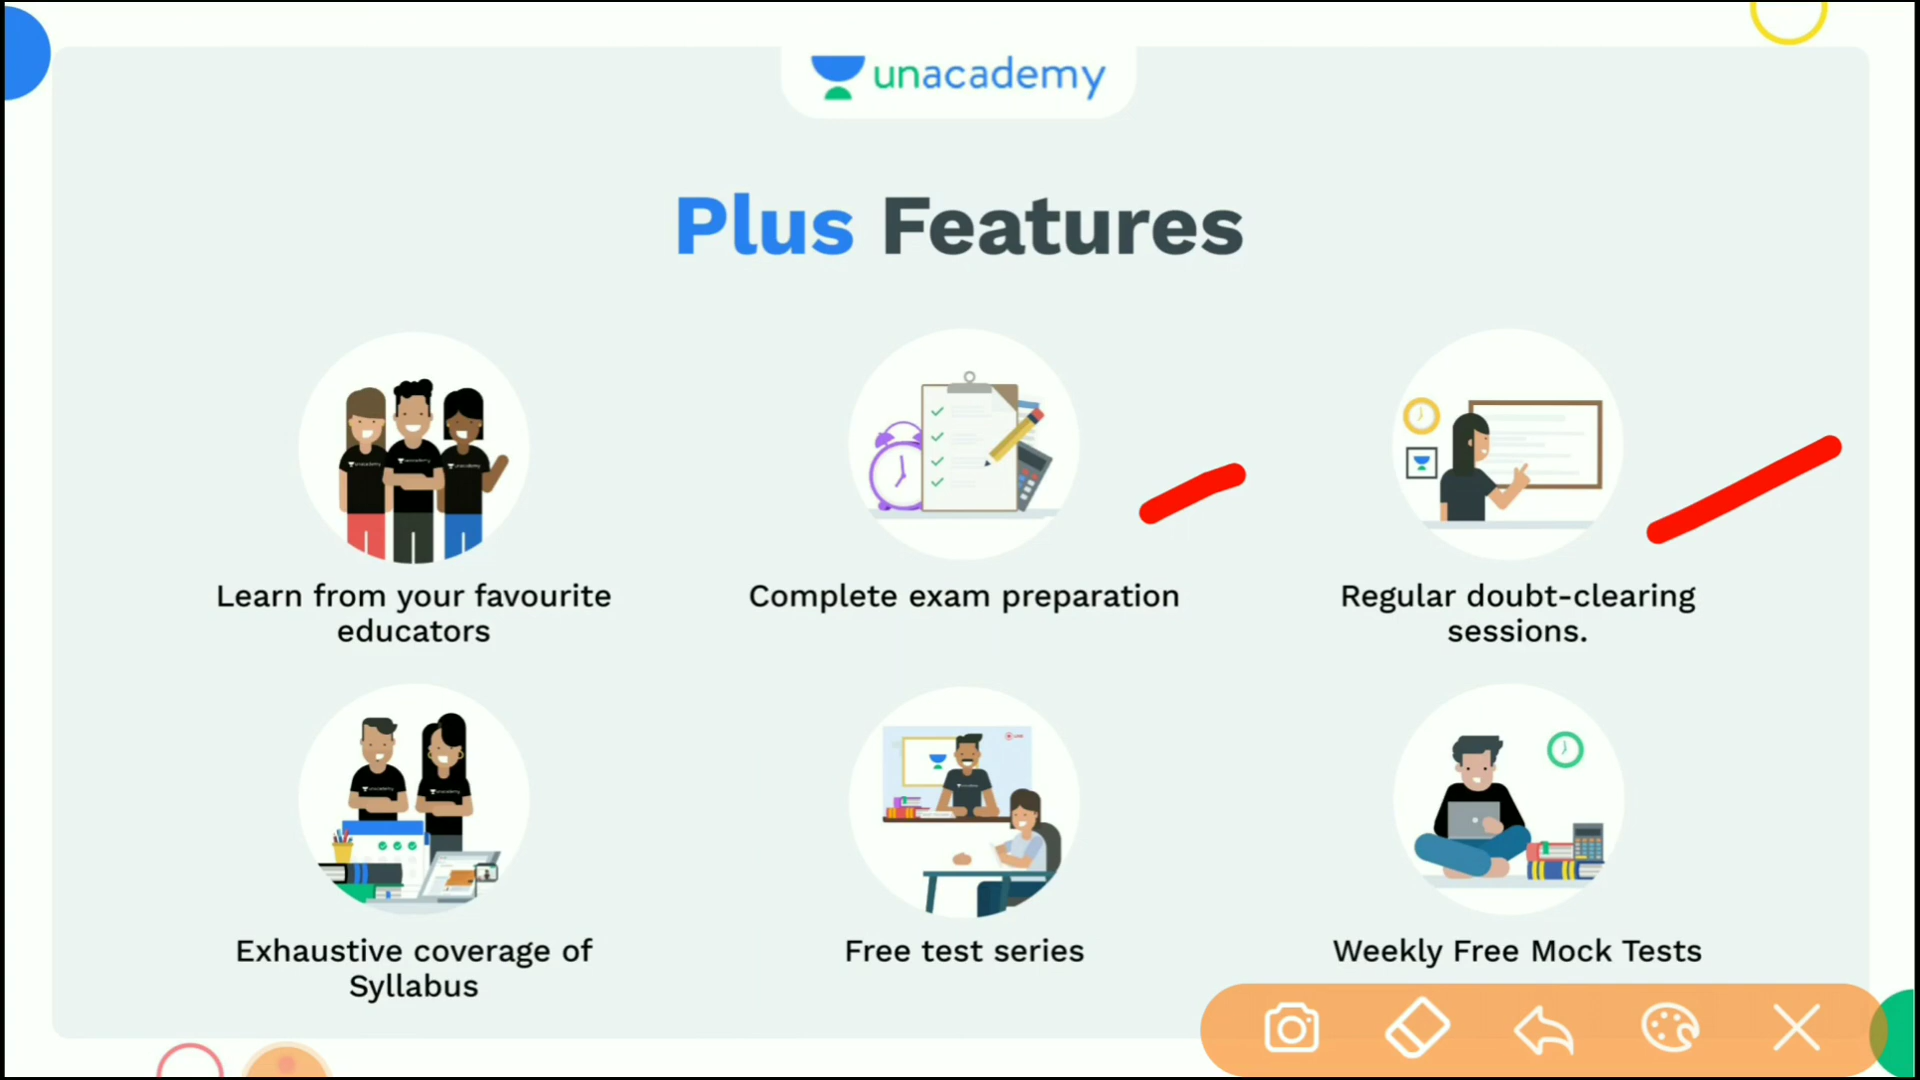 unacademy
Plus Features
Learn from your favourite
educators
Complete exam preparation
Regular doubt-clearing
sessions.
Exhaustive coverage of
Syllabus
Free test series
Weekly Free Mock Tests